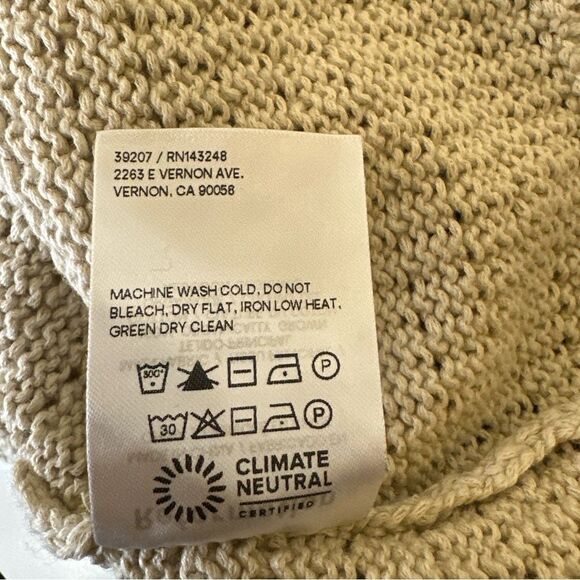 39207 / RN143248
2263 E VERNON AVE.
VERNON, CA 90058
MACHINE WASH COLD, DO NOT
BLEACH, DRY FLAT, IRON LOW HEAT,
GREEN DRY CLEAN
300° P
30 P
CLIMATE
NEUTRAL
CERTIFIED